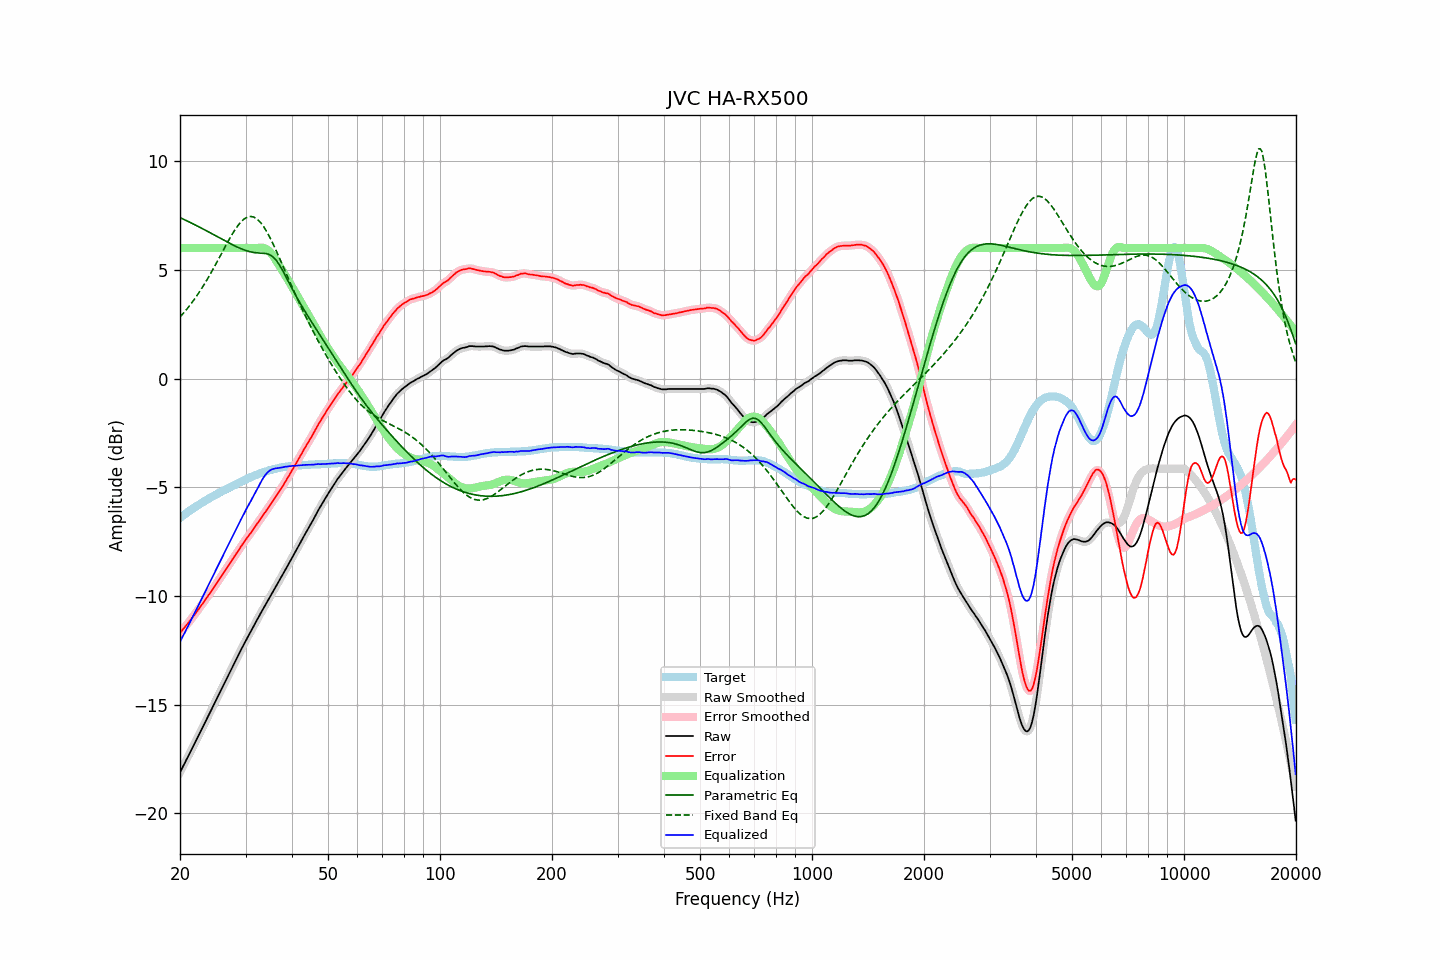 JVC HA-RX500
Amplitude (dBr)
10
5
0
−5
−10
−15
−20
Target
Raw Smoothed
Error Smoothed
Raw
Error
Equalization
Parametric Eq
Fixed Band Eq
Equalized
20 50 100 200 500 1000 2000 5000 10000 20000
Frequency (Hz)